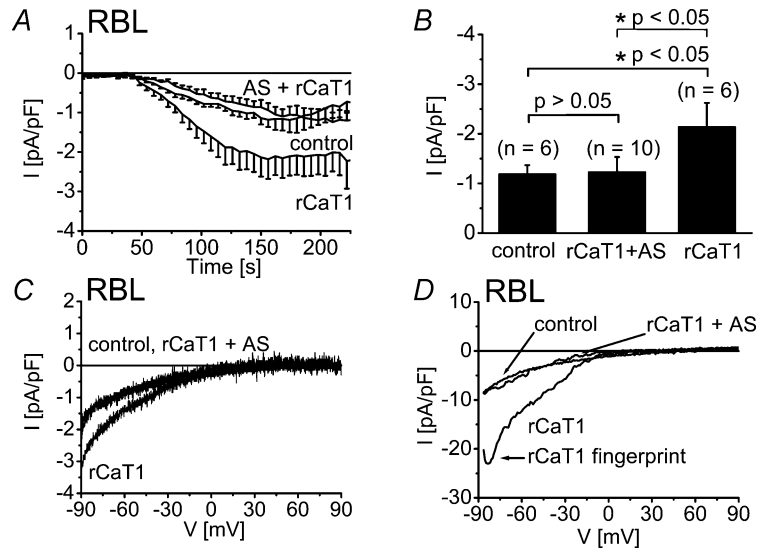 A RBL
I [pA/pF]
1
0
-1
-2
-3
-4
AS + rCaT1
control
rCaT1
0 50 100 150 200
Time [s]
B
I [pA/pF]
-4
-3
-2
-1
0
* p < 0.05
* p < 0.05
p > 0.05
(n = 6)
(n = 6) (n = 10)
control rCaT1+AS rCaT1
C RBL
I [pA/pF]
2
1
0
-1
-2
-3
-4
control, rCaT1 + AS
rCaT1
-90 -60 -30 0 30 60 90
V [mV]
D RBL
I [pA/pF]
10
0
-10
-20
-30
control
rCaT1 + AS
rCaT1
rCaT1 fingerprint
-90 -60 -30 0 30 60 90
V [mV]